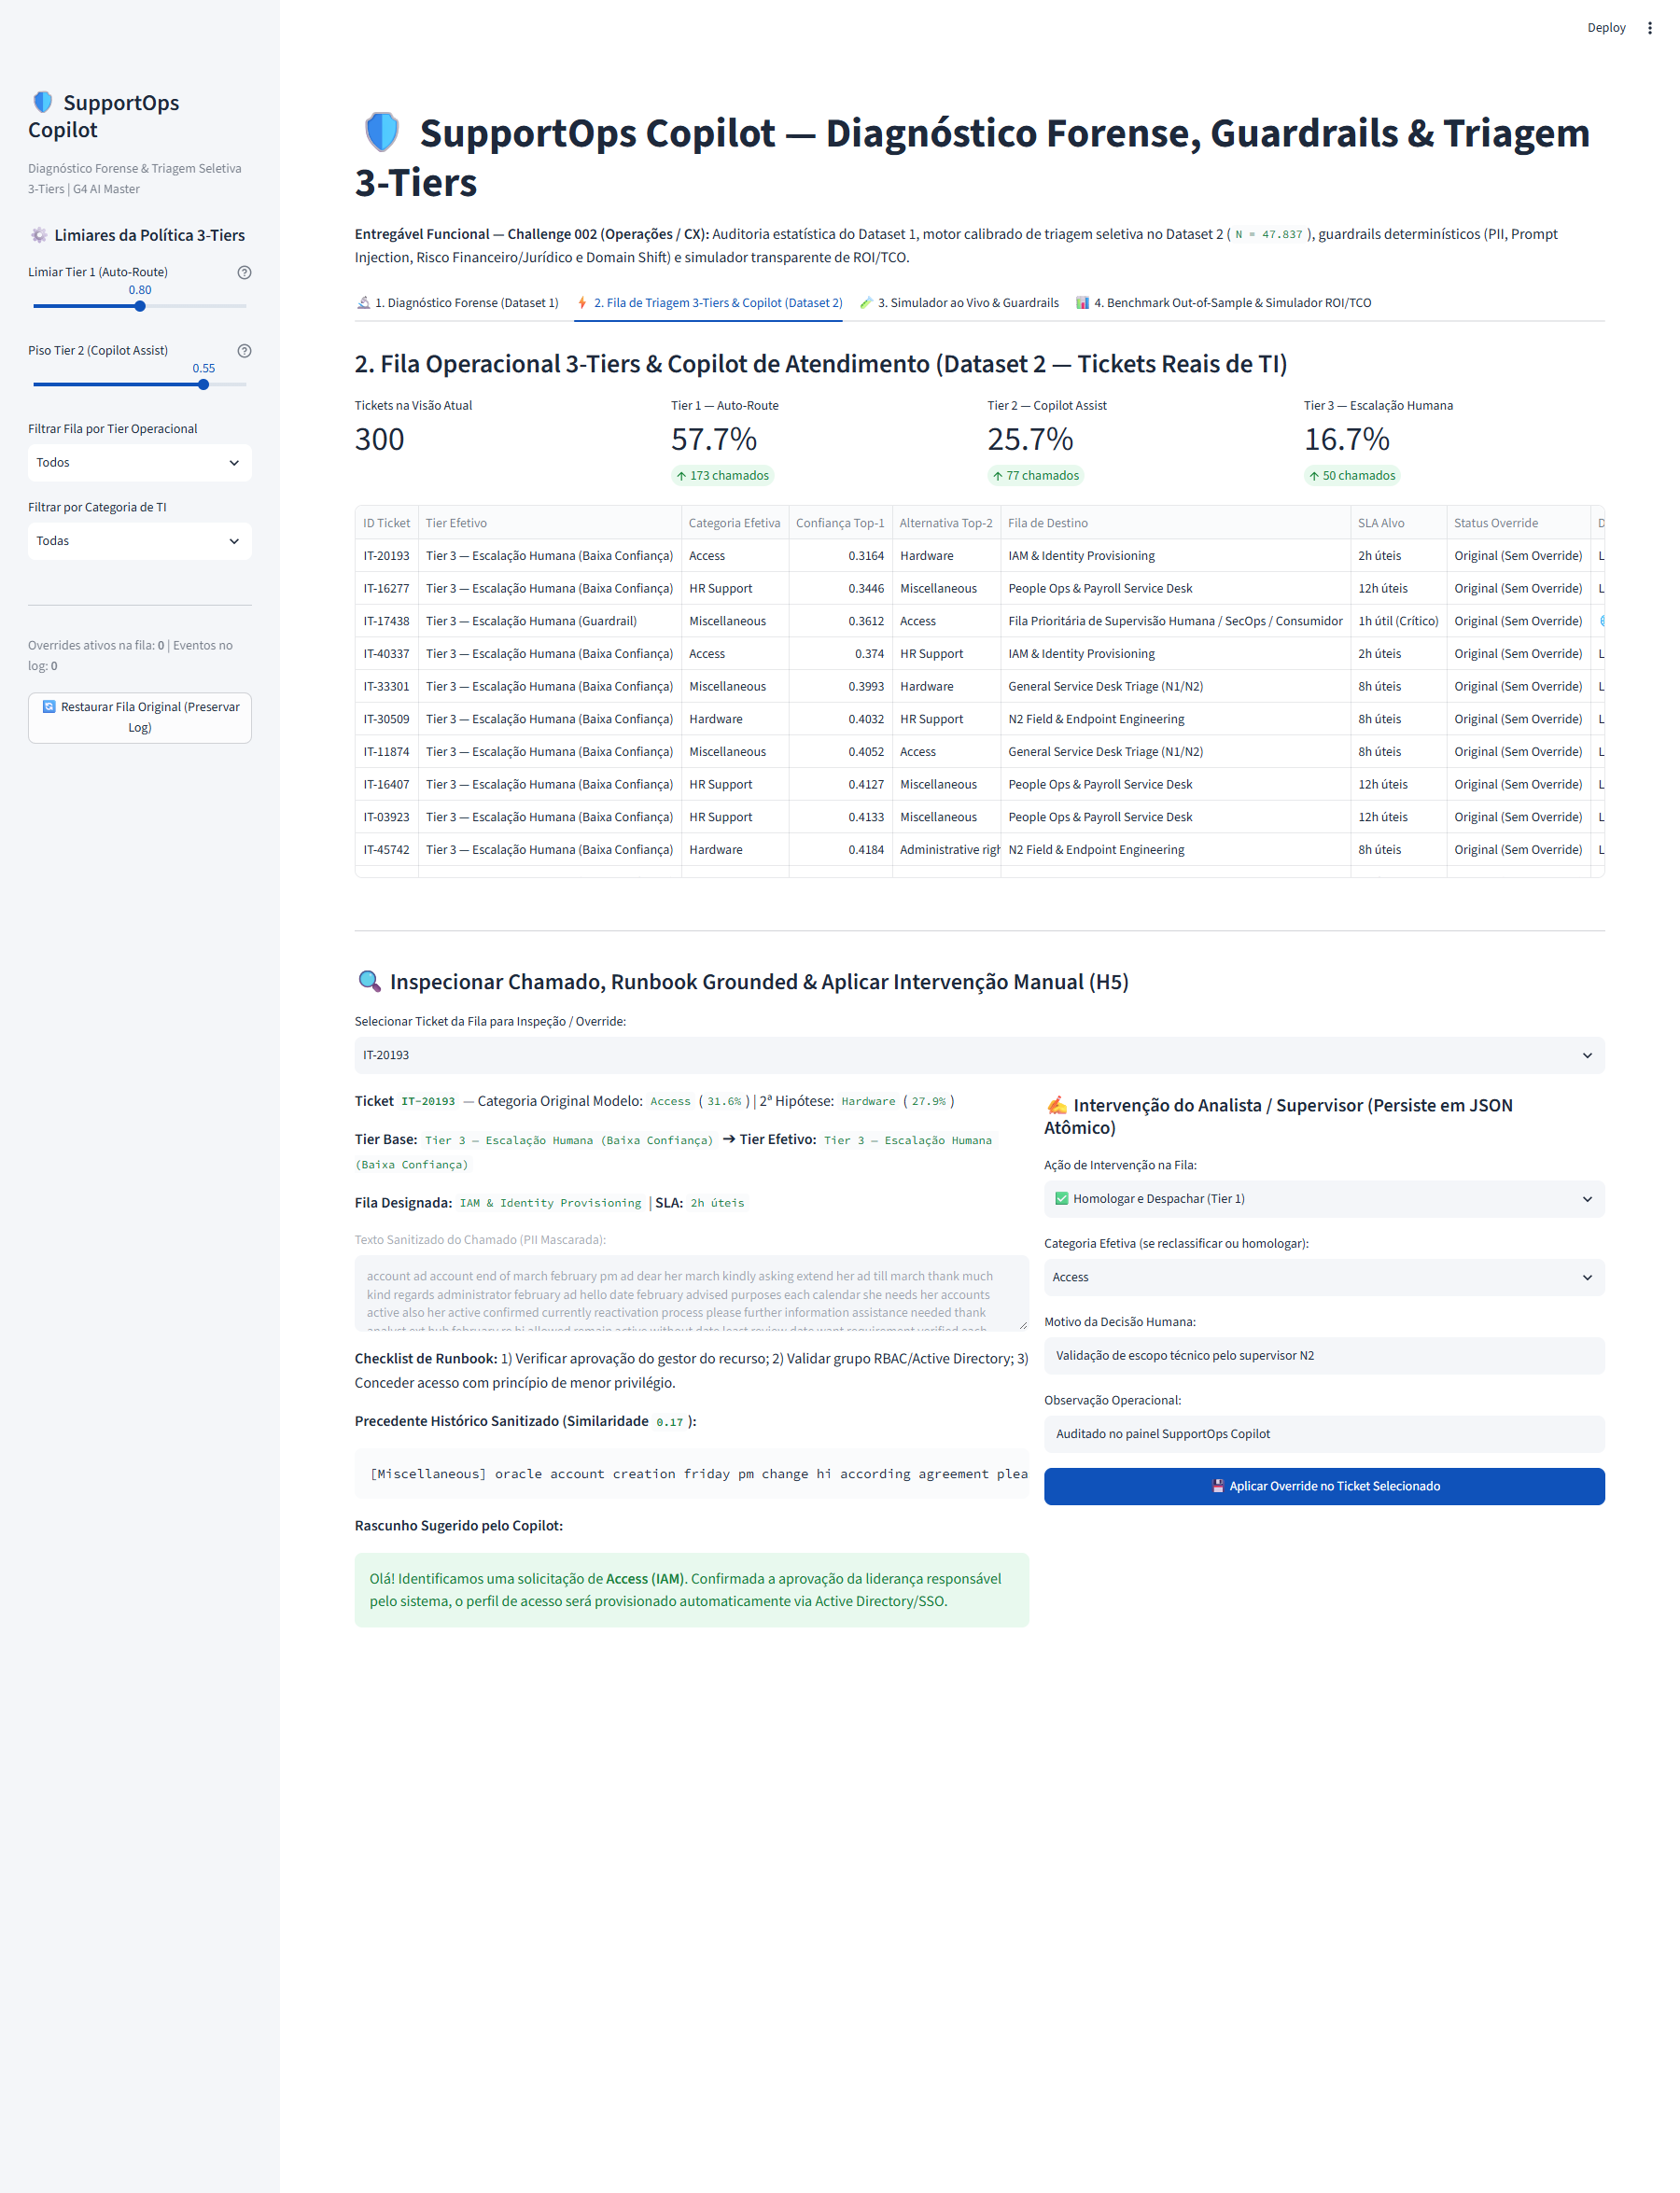 Deploy
SupportOps
Copilot
Diagnóstico Forense & Triagem Seletiva
3-Tiers | G4 AI Master
Limiares da Política 3-Tiers
Limiar Tier 1 (Auto-Route)
0.80
Piso Tier 2 (Copilot Assist)
0.55
Filtrar Fila por Tier Operacional
Todos
Filtrar por Categoria de TI
Todas
Overrides ativos na fila: 0 | Eventos no
log: 0
Restaurar Fila Original (Preservar
Log)
SupportOps Copilot — Diagnóstico Forense, Guardrails & Triagem
3-Tiers
Entregável Funcional — Challenge 002 (Operações / CX): Auditoria estatística do Dataset 1, motor calibrado de triagem seletiva no Dataset 2 ( N = 47.837 ), guardrails determinísticos (PII, Prompt
Injection, Risco Financeiro/Jurídico e Domain Shift) e simulador transparente de ROI/TCO.
1. Diagnóstico Forense (Dataset 1) 2. Fila de Triagem 3-Tiers & Copilot (Dataset 2) 3. Simulador ao Vivo & Guardrails 4. Benchmark Out-of-Sample & Simulador ROI/TCO
2. Fila Operacional 3-Tiers & Copilot de Atendimento (Dataset 2 — Tickets Reais de TI)
Tickets na Visão Atual Tier 1 — Auto-Route Tier 2 — Copilot Assist Tier 3 — Escalação Humana
300 57.7% 25.7% 16.7%
↑ 173 chamados ↑ 77 chamados ↑ 50 chamados
ID Ticket Tier Efetivo Categoria Efetiva Confiança Top-1 Alternativa Top-2 Fila de Destino SLA Alvo Status Override D
IT-20193 Tier 3 — Escalação Humana (Baixa Confiança) Access 0.3164 Hardware IAM & Identity Provisioning 2h úteis Original (Sem Override) L
IT-16277 Tier 3 — Escalação Humana (Baixa Confiança) HR Support 0.3446 Miscellaneous People Ops & Payroll Service Desk 12h úteis Original (Sem Override) L
IT-17438 Tier 3 — Escalação Humana (Guardrail) Miscellaneous 0.3612 Access Fila Prioritária de Supervisão Humana / SecOps / Consumidor 1h útil (Crítico) Original (Sem Override)
IT-40337 Tier 3 — Escalação Humana (Baixa Confiança) Access 0.374 HR Support IAM & Identity Provisioning 2h úteis Original (Sem Override) L
IT-33301 Tier 3 — Escalação Humana (Baixa Confiança) Miscellaneous 0.3993 Hardware General Service Desk Triage (N1/N2) 8h úteis Original (Sem Override) L
IT-30509 Tier 3 — Escalação Humana (Baixa Confiança) Hardware 0.4032 HR Support N2 Field & Endpoint Engineering 8h úteis Original (Sem Override) L
IT-11874 Tier 3 — Escalação Humana (Baixa Confiança) Miscellaneous 0.4052 Access General Service Desk Triage (N1/N2) 8h úteis Original (Sem Override) L
IT-16407 Tier 3 — Escalação Humana (Baixa Confiança) HR Support 0.4127 Miscellaneous People Ops & Payroll Service Desk 12h úteis Original (Sem Override) L
IT-03923 Tier 3 — Escalação Humana (Baixa Confiança) HR Support 0.4133 Miscellaneous People Ops & Payroll Service Desk 12h úteis Original (Sem Override) L
IT-45742 Tier 3 — Escalação Humana (Baixa Confiança) Hardware 0.4184 Administrative righ N2 Field & Endpoint Engineering 8h úteis Original (Sem Override) L
Inspecionar Chamado, Runbook Grounded & Aplicar Intervenção Manual (H5)
Selecionar Ticket da Fila para Inspeção / Override:
IT-20193
Ticket IT-20193 — Categoria Original Modelo: Access ( 31.6% ) | 2ª Hipótese: Hardware ( 27.9% )
Tier Base: Tier 3 — Escalação Humana (Baixa Confiança) ➔ Tier Efetivo: Tier 3 — Escalação Humana
(Baixa Confiança)
Fila Designada: IAM & Identity Provisioning | SLA: 2h úteis
Texto Sanitizado do Chamado (PII Mascarada):
account ad account end of march february pm ad dear her march kindly asking extend her ad till march thank much
kind regards administrator february ad hello date february advised purposes each calendar she needs her accounts
active also her active confirmed currently reactivation process please further information assistance needed thank
analyst ext hub february re hi allowed remain active without date least review date want requirement verified each
Checklist de Runbook: 1) Verificar aprovação do gestor do recurso; 2) Validar grupo RBAC/Active Directory; 3)
Conceder acesso com princípio de menor privilégio.
Precedente Histórico Sanitizado (Similaridade 0.17 ):
[Miscellaneous] oracle account creation friday pm change hi according agreement plea
Rascunho Sugerido pelo Copilot:
Olá! Identificamos uma solicitação de Access (IAM). Confirmada a aprovação da liderança responsável
pelo sistema, o perfil de acesso será provisionado automaticamente via Active Directory/SSO.
Intervenção do Analista / Supervisor (Persiste em JSON
Atômico)
Ação de Intervenção na Fila:
Homologar e Despachar (Tier 1)
Categoria Efetiva (se reclassificar ou homologar):
Access
Motivo da Decisão Humana:
Validação de escopo técnico pelo supervisor N2
Observação Operacional:
Auditado no painel SupportOps Copilot
Aplicar Override no Ticket Selecionado